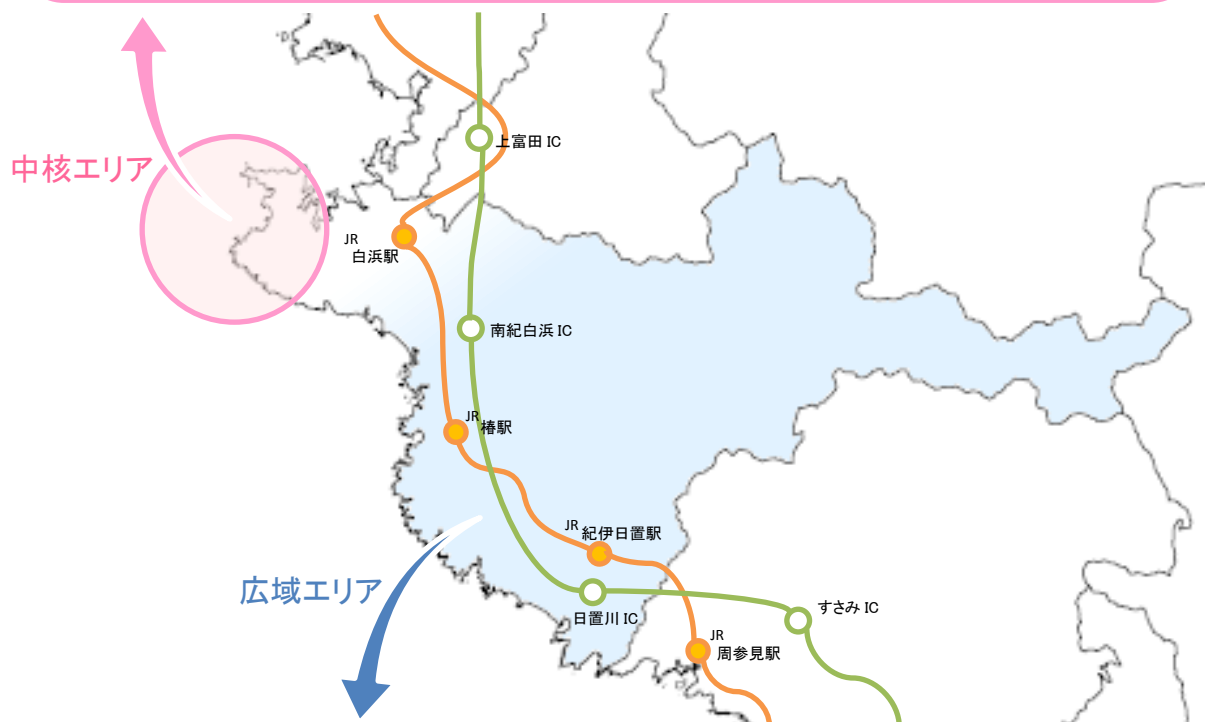 上富田 IC
中核エリア
JR
白浜駅
南紀白浜 IC
JR
椿駅
JR
紀伊日置駅
広域エリア
日置川 IC
すさみ IC
JR
周参見駅